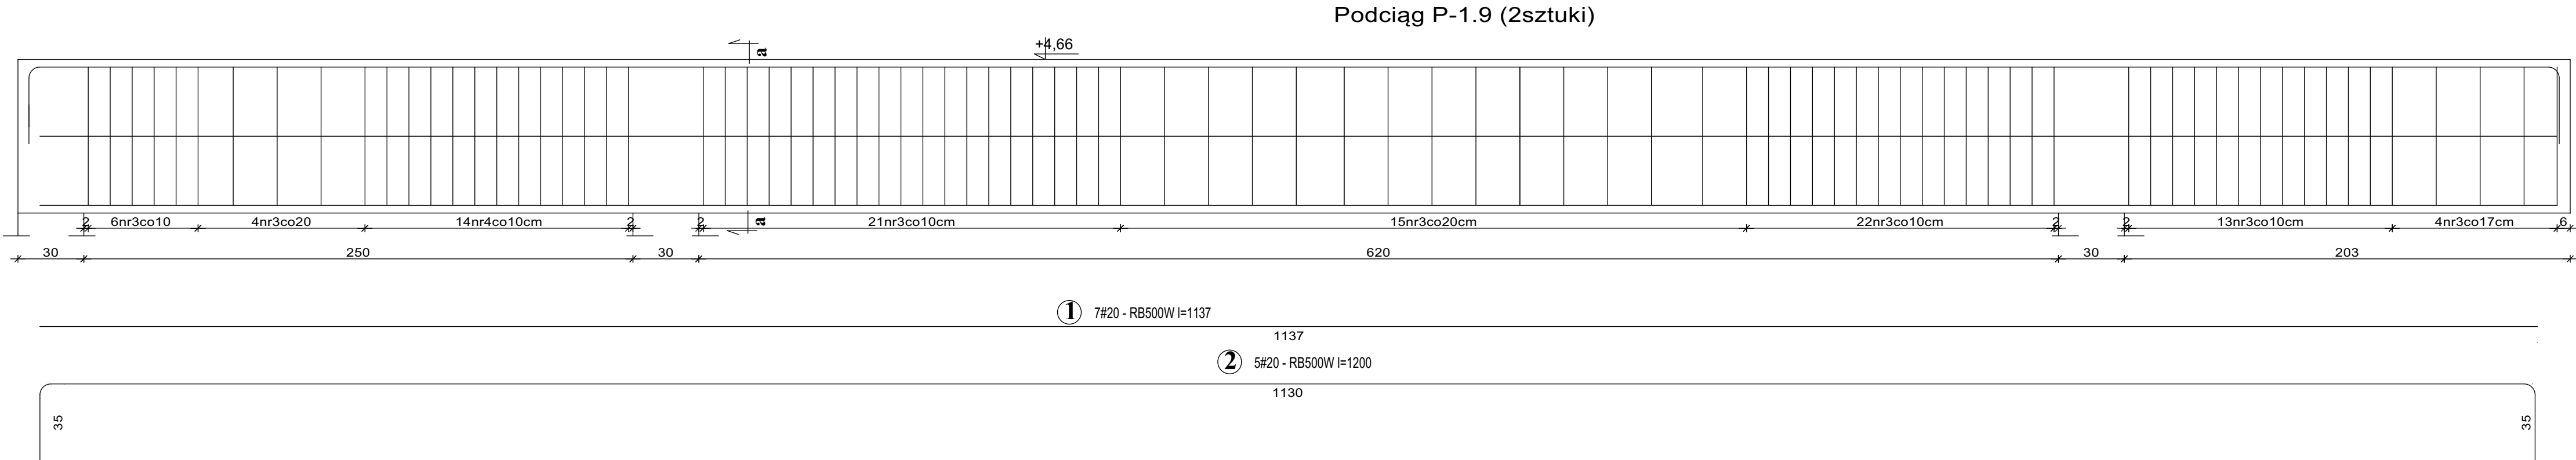 Podciąg P-1.9 (2sztuki)
a
+4,66
2 6nr3co10 4nr3co20 14nr4co10cm 2 2 a 21nr3co10cm 15nr3co20cm 22nr3co10cm 2 2 13nr3co10cm 4nr3co17cm 6
30 250 30 620 30 203
1 7#20 - RB500W l=1137
1137
2 5#20 - RB500W l=1200
1130
35 35